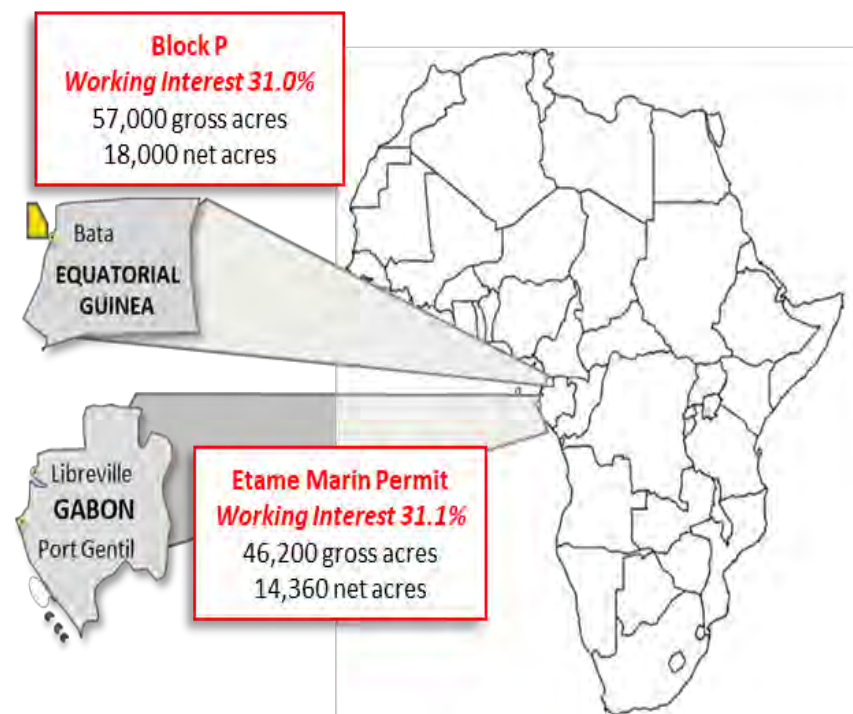 Block P
Working Interest 31.0%
57,000 gross acres
18,000 net acres
Bata
EQUATORIAL
GUINEA
Libreville
GABON
Port Gentil
Etame Marin Permit
Working Interest 31.1%
46,200 gross acres
14,360 net acres